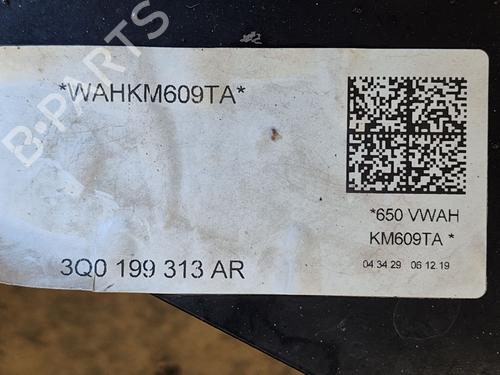 B-PARTS
*WAHKM609TA*
*650 VWAH
KM609TA *
3Q0 199 313 AR
04.34.29 06.12.19